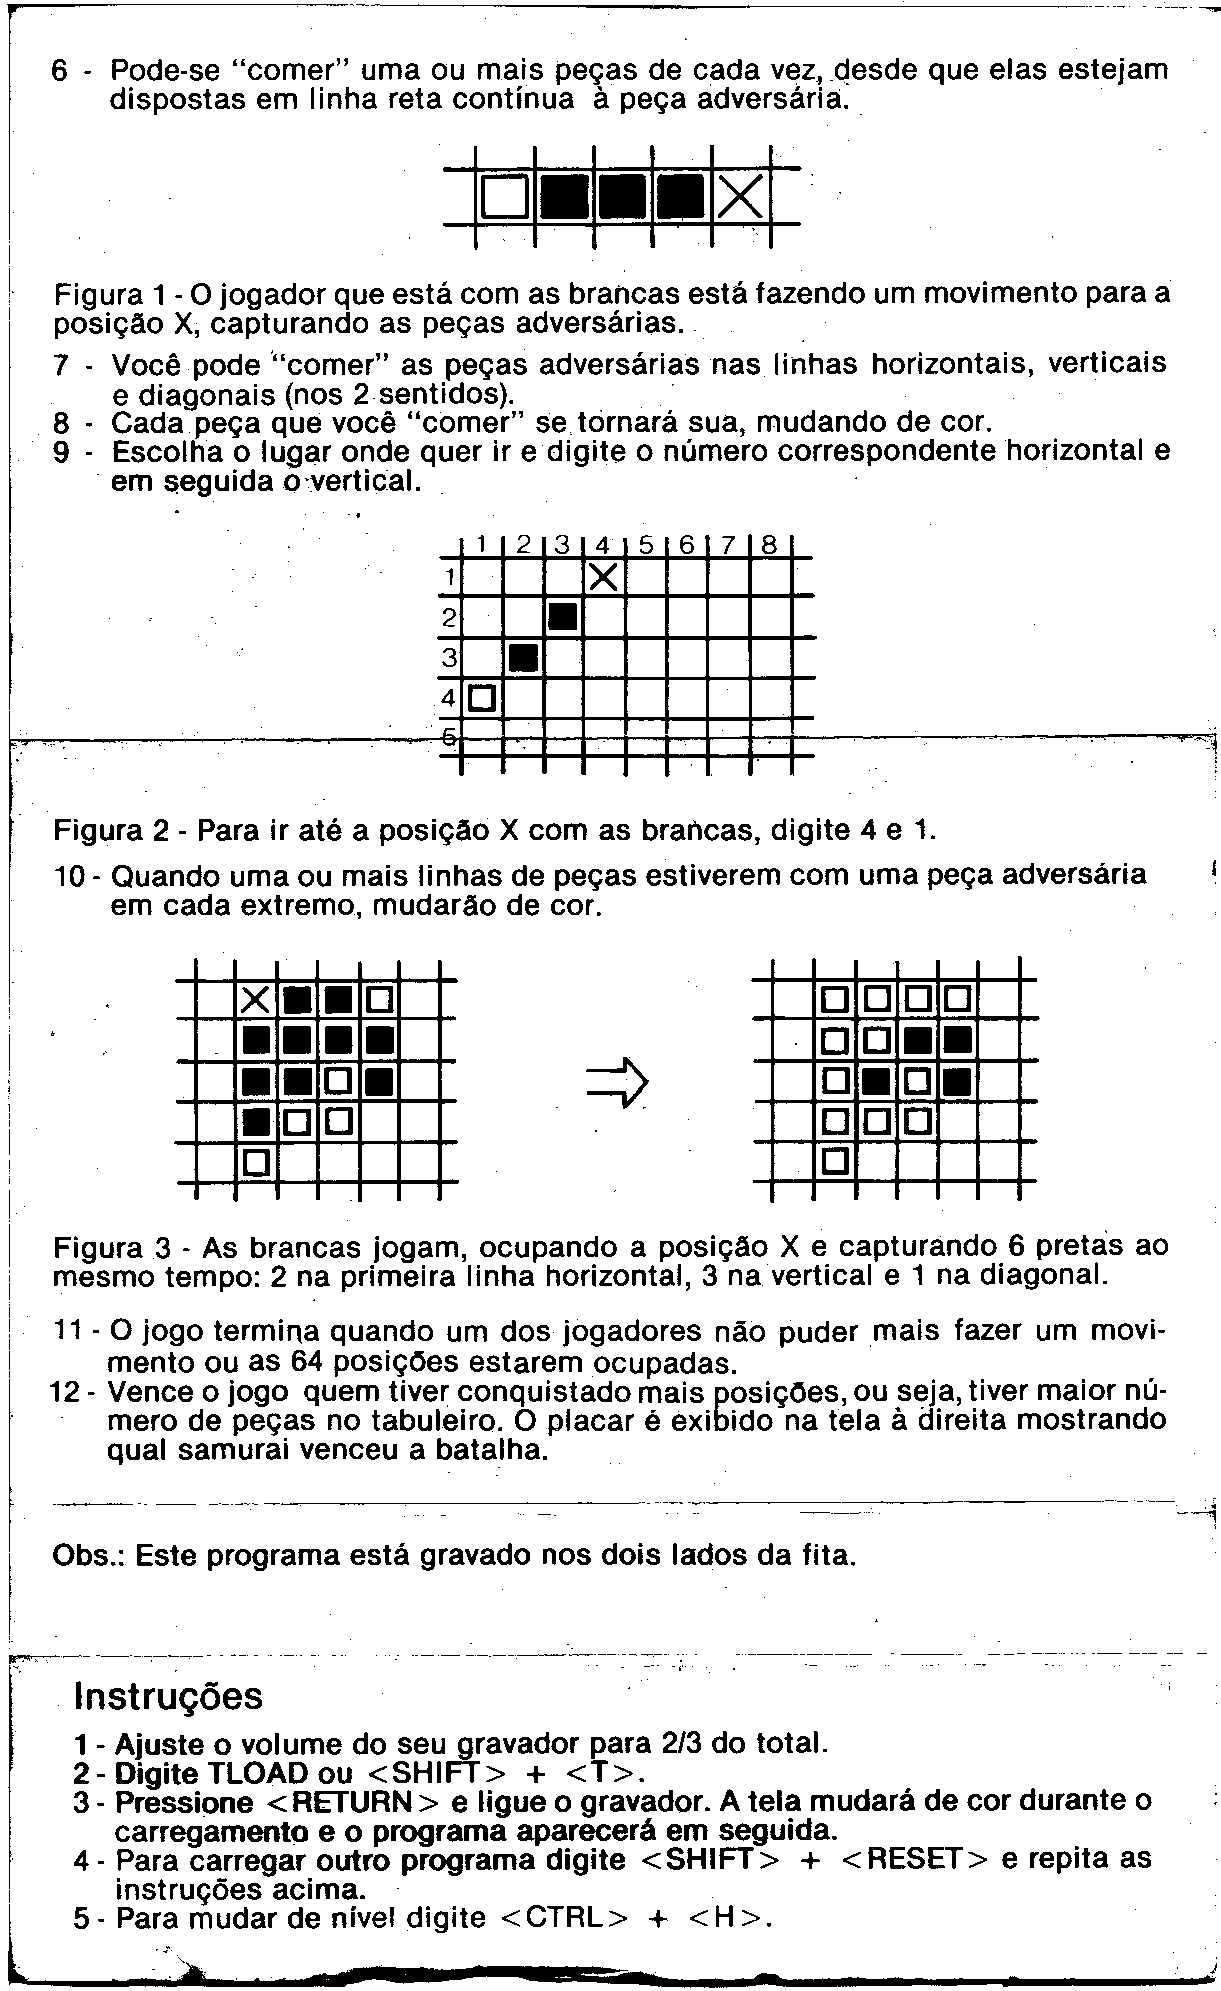 6 - Pode-se “comer” uma ou mais peças de cada vez, desde que elas estejam
dispostas em linha reta contínua à peça adversária.
X
Figura 1 - O jogador que está com as brancas está fazendo um movimento para a
posição X, capturando as peças adversárias.
7 - Você pode “comer” as peças adversárias nas linhas horizontais, verticais
e diagonais (nos 2 sentidos).
8 - Cada peça que você “comer” se tornará sua, mudando de cor.
9 - Escolha o lugar onde quer ir e digite o número correspondente horizontal e
em seguida o vertical.
1 2 3 4 5 6 7 8
1 X
2
3
4
5
Figura 2 - Para ir até a posição X com as brancas, digite 4 e 1.
10 - Quando uma ou mais linhas de peças estiverem com uma peça adversária
em cada extremo, mudarão de cor.
X
Figura 3 - As brancas jogam, ocupando a posição X e capturando 6 pretas ao
mesmo tempo: 2 na primeira linha horizontal, 3 na vertical e 1 na diagonal.
11 - O jogo termina quando um dos jogadores não puder mais fazer um movi-
mento ou as 64 posições estarem ocupadas.
12 - Vence o jogo quem tiver conquistado mais posições, ou seja, tiver maior nú-
mero de peças no tabuleiro. O placar é exibido na tela à direita mostrando
qual samurai venceu a batalha.
Obs.: Este programa está gravado nos dois lados da fita.
Instruções
1 - Ajuste o volume do seu gravador para 2/3 do total.
2 - Digite TLOAD ou <SHIFT> + <T>.
3 - Pressione <RETURN> e ligue o gravador. A tela mudará de cor durante o
carregamento e o programa aparecerá em seguida.
4 - Para carregar outro programa digite <SHIFT> + <RESET> e repita as
instruções acima.
5 - Para mudar de nível digite <CTRL> + <H>.